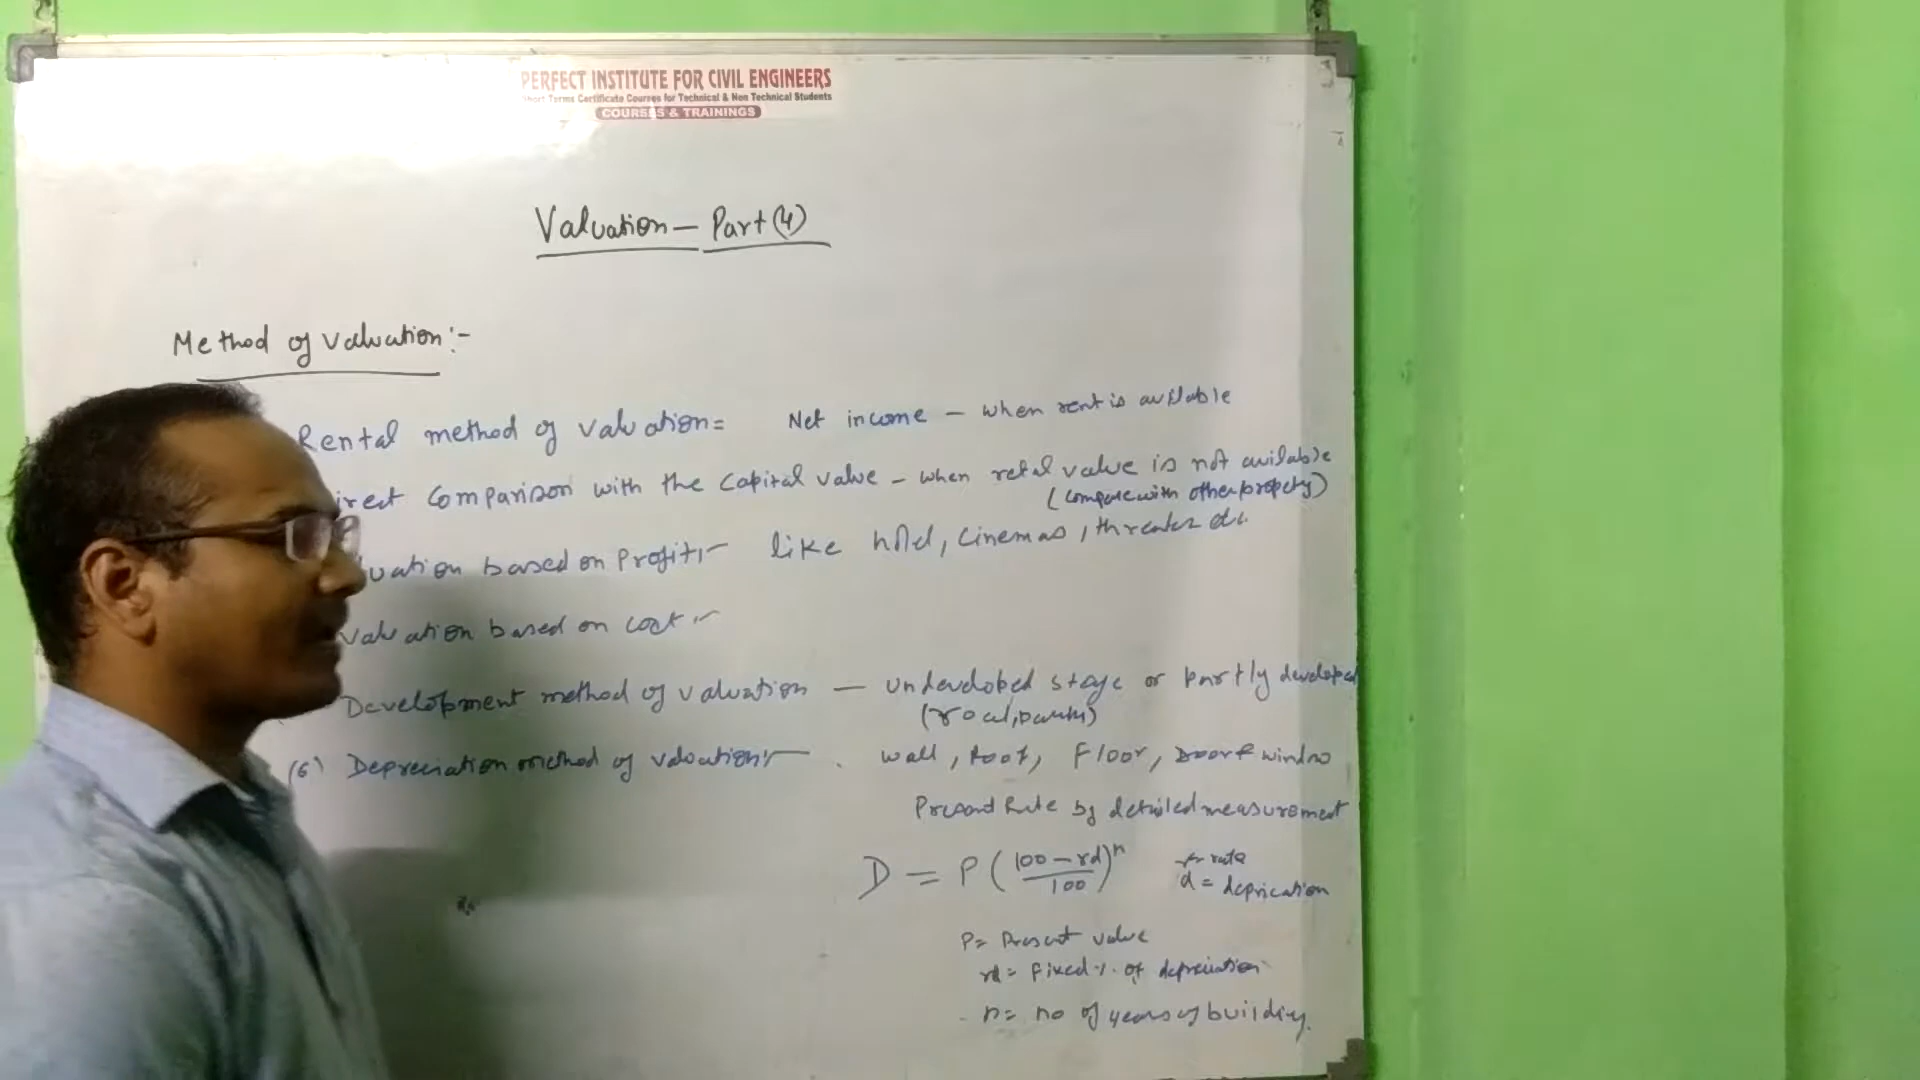 PERFECT INSTITUTE FOR CIVIL ENGINEERS
Short Terms Certificate Courses for Technical & Non Technical Students
COURSES & TRAININGS
Valuation — Part (4)
Method of valuation :-
Rental method of valuation = Net income — when rent is available
irect Comparison with the Capital value — when retal value is not available
(compare with other property)
luation based on Profit :- like hotel, Cinemas, threater etc.
valuation based on cost :-
Development method of valuation — undeveloped stage or partly developed
(road, parks)
(6) Depreciation method of valuation :- wall, roof, Floor, Door & window
Present Rate by detailed measurement
D = P (100 - rd / 100)^n r = rate
d = deprication
P = Present value
rd = fixed % of depreciation
n = no of years of building.